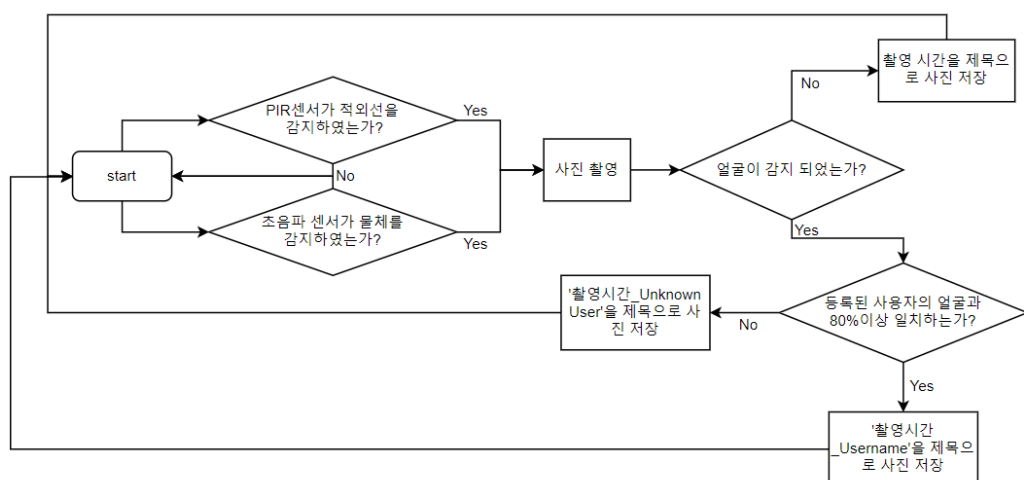 촬영 시간을 제목으
로 사진 저장
No
PIR센서가 적외선을
감지하였는가?
Yes
start
No
사진 촬영
얼굴이 감지 되었는가?
초음파 센서가 물체를
감지하였는가?
Yes
Yes
'촬영시간_Unknown
User'을 제목으로 사
진 저장
No
등록된 사용자의 얼굴과
80%이상 일치하는가?
Yes
'촬영시간
_Username'을 제목으
로 사진 저장